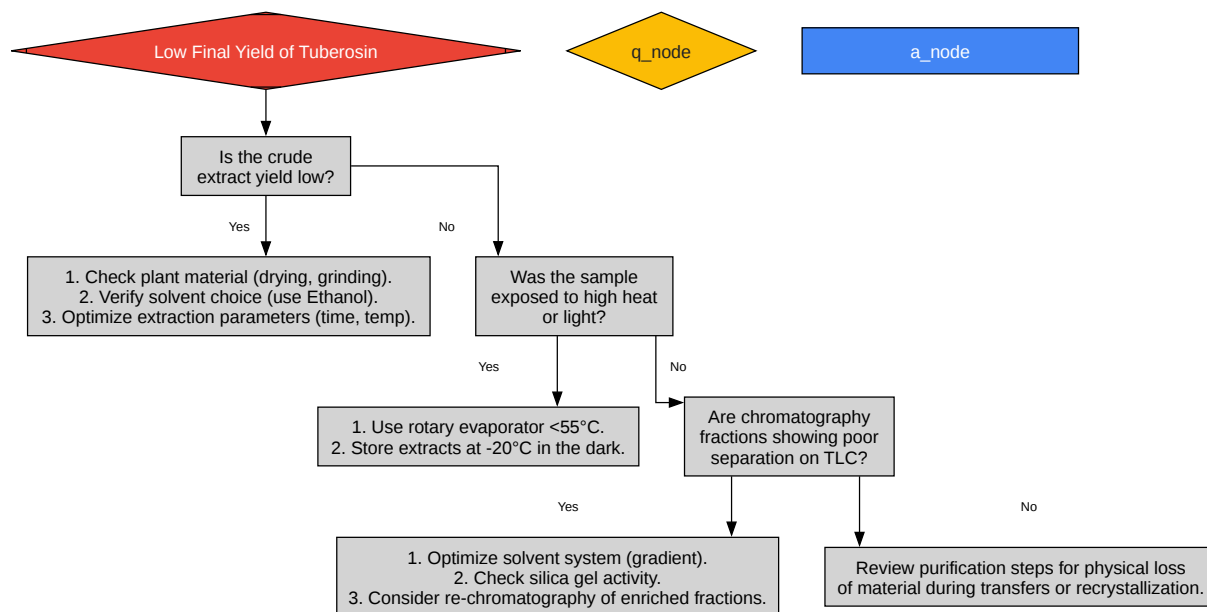 Low Final Yield of Tuberosin
q_node
a_node
Is the crude
extract yield low?
Yes
No
1. Check plant material (drying, grinding).
2. Verify solvent choice (use Ethanol).
3. Optimize extraction parameters (time, temp).
Was the sample
exposed to high heat
or light?
Yes
No
1. Use rotary evaporator <55°C.
2. Store extracts at -20°C in the dark.
Are chromatography
fractions showing poor
separation on TLC?
Yes
No
1. Optimize solvent system (gradient).
2. Check silica gel activity.
3. Consider re-chromatography of enriched fractions.
Review purification steps for physical loss
of material during transfers or recrystallization.